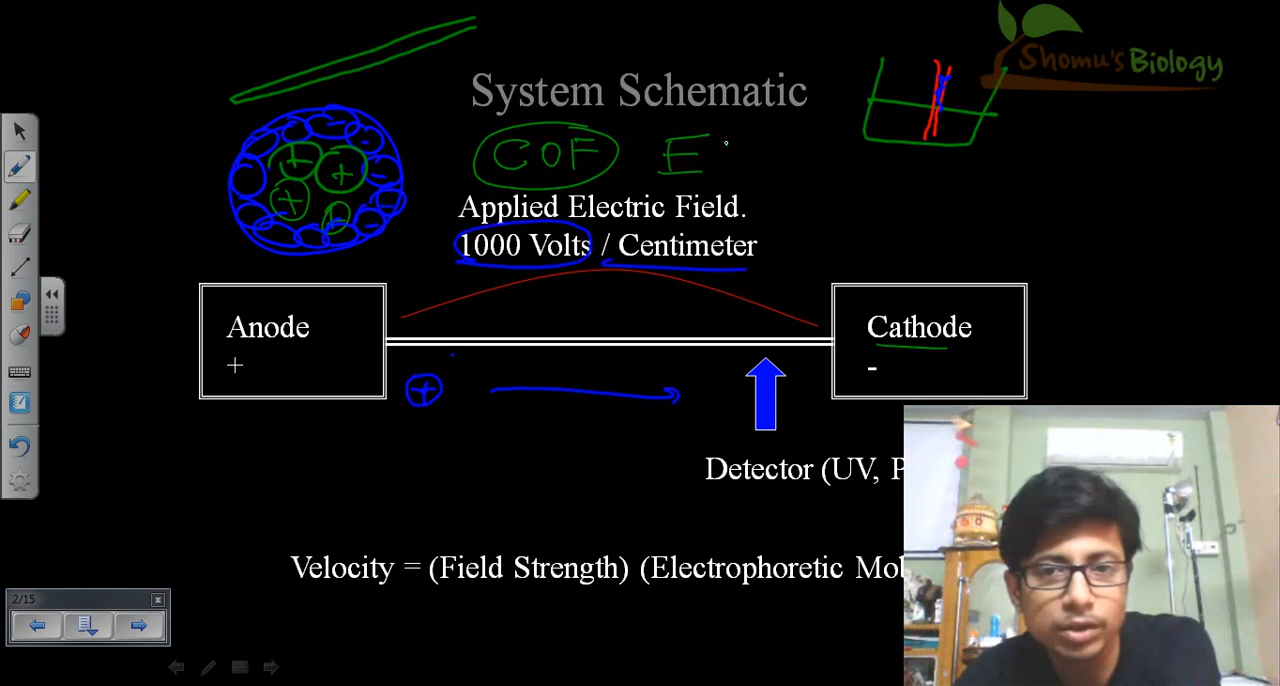 Shomu's Biology
System Schematic
COF E
Applied Electric Field.
1000 Volts / Centimeter
Anode
+
Cathode
-
+
Detector (UV,
Velocity = (Field Strength) (Electrophoretic
2/15